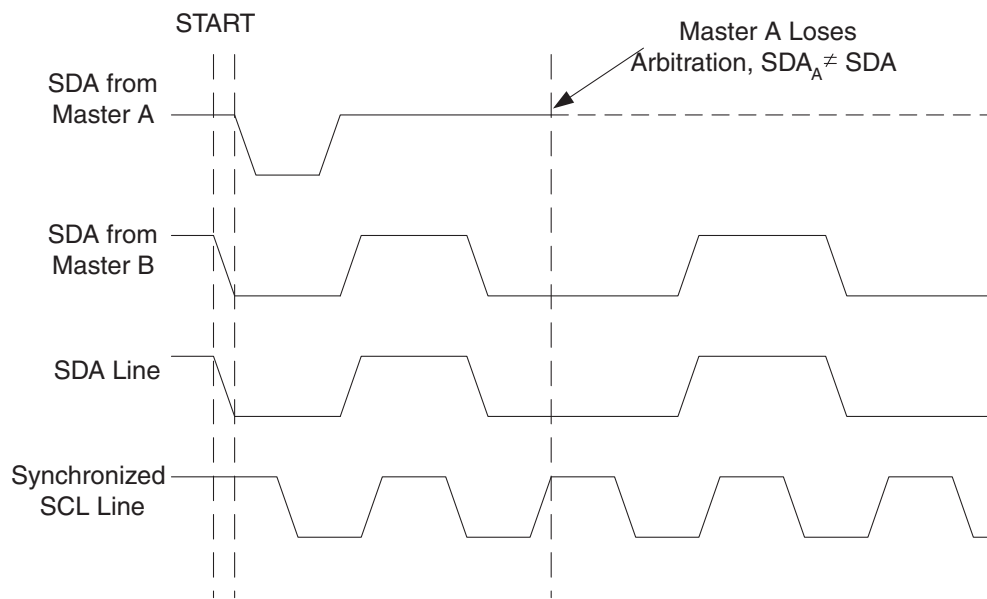 START
Master A Loses
Arbitration, SDA_A ≠ SDA
SDA from
Master A
SDA from
Master B
SDA Line
Synchronized
SCL Line